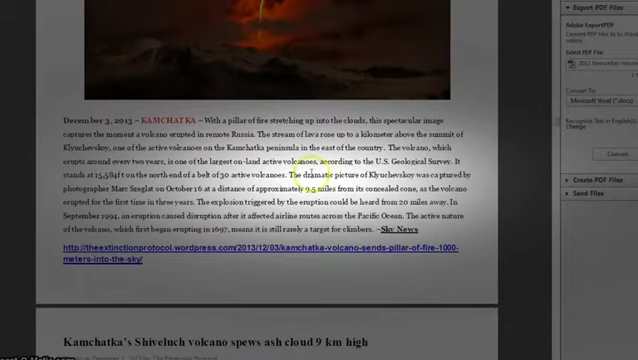 Export PDF Files
Adobe ExportPDF
Convert PDF files to Word
Select PDF File:
Convert To:
Microsoft Word (*.docx)
Recognize Text in English(U.S.)
Change
Convert
Create PDF Files
Send Files
December 3, 2013 – KAMCHATKA – With a pillar of fire stretching up into the clouds, this spectacular image
captures the moment a volcano erupted in remote Russia. The stream of lava rose up to a kilometer above the summit of
Klyuchevskoy, one of the active volcanoes on the Kamchatka peninsula in the east of the country. The volcano, which
erupts around every two years, is one of the largest on-land active volcanoes, according to the U.S. Geological Survey. It
stands at 15,584ft on the north end of a belt of 30 active volcanoes. The dramatic picture of Klyuchevskoy was captured by
photographer Marc Szeglat on October 16 at a distance of approximately 9.5 miles from its concealed cone, as the volcano
erupted for the first time in three years. The explosion triggered by the eruption could be heard from 20 miles away. In
September 1994, an eruption caused disruption after it affected airline routes across the Pacific Ocean. The active nature
of the volcano, which first began erupting in 1697, means it is still rarely a target for climbers. –Sky News
http://theextinctionprotocol.wordpress.com/2013/12/03/kamchatka-volcano-sends-pillar-of-fire-1000-
meters-into-the-sky/
Kamchatka's Shiveluch volcano spews ash cloud 9 km high